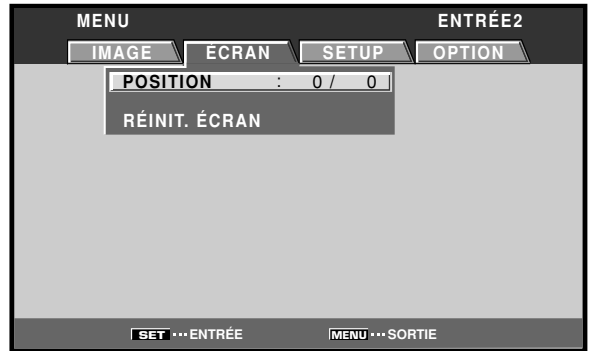 MENU ENTRÉE2
IMAGE ÉCRAN SETUP OPTION
POSITION : 0 / 0
RÉINIT. ÉCRAN
SET ···ENTRÉE MENU ···SORTIE